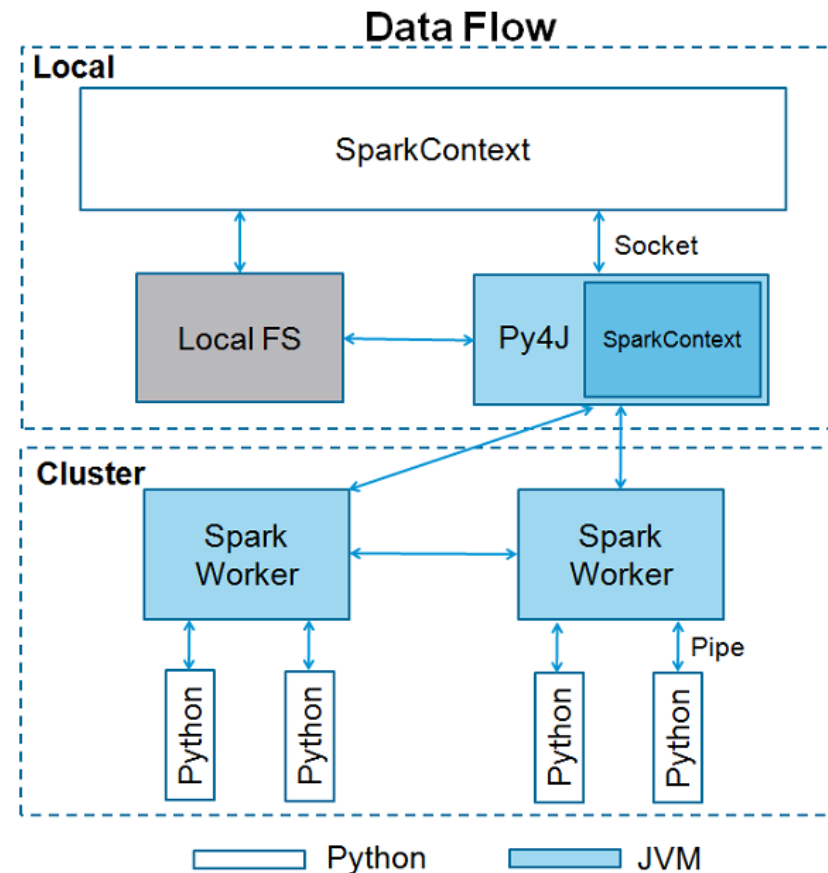 Data Flow
Local
SparkContext
Socket
Local FS
Py4J
SparkContext
Cluster
Spark
Worker
Spark
Worker
Pipe
Python
Python
Python
Python
Python
JVM